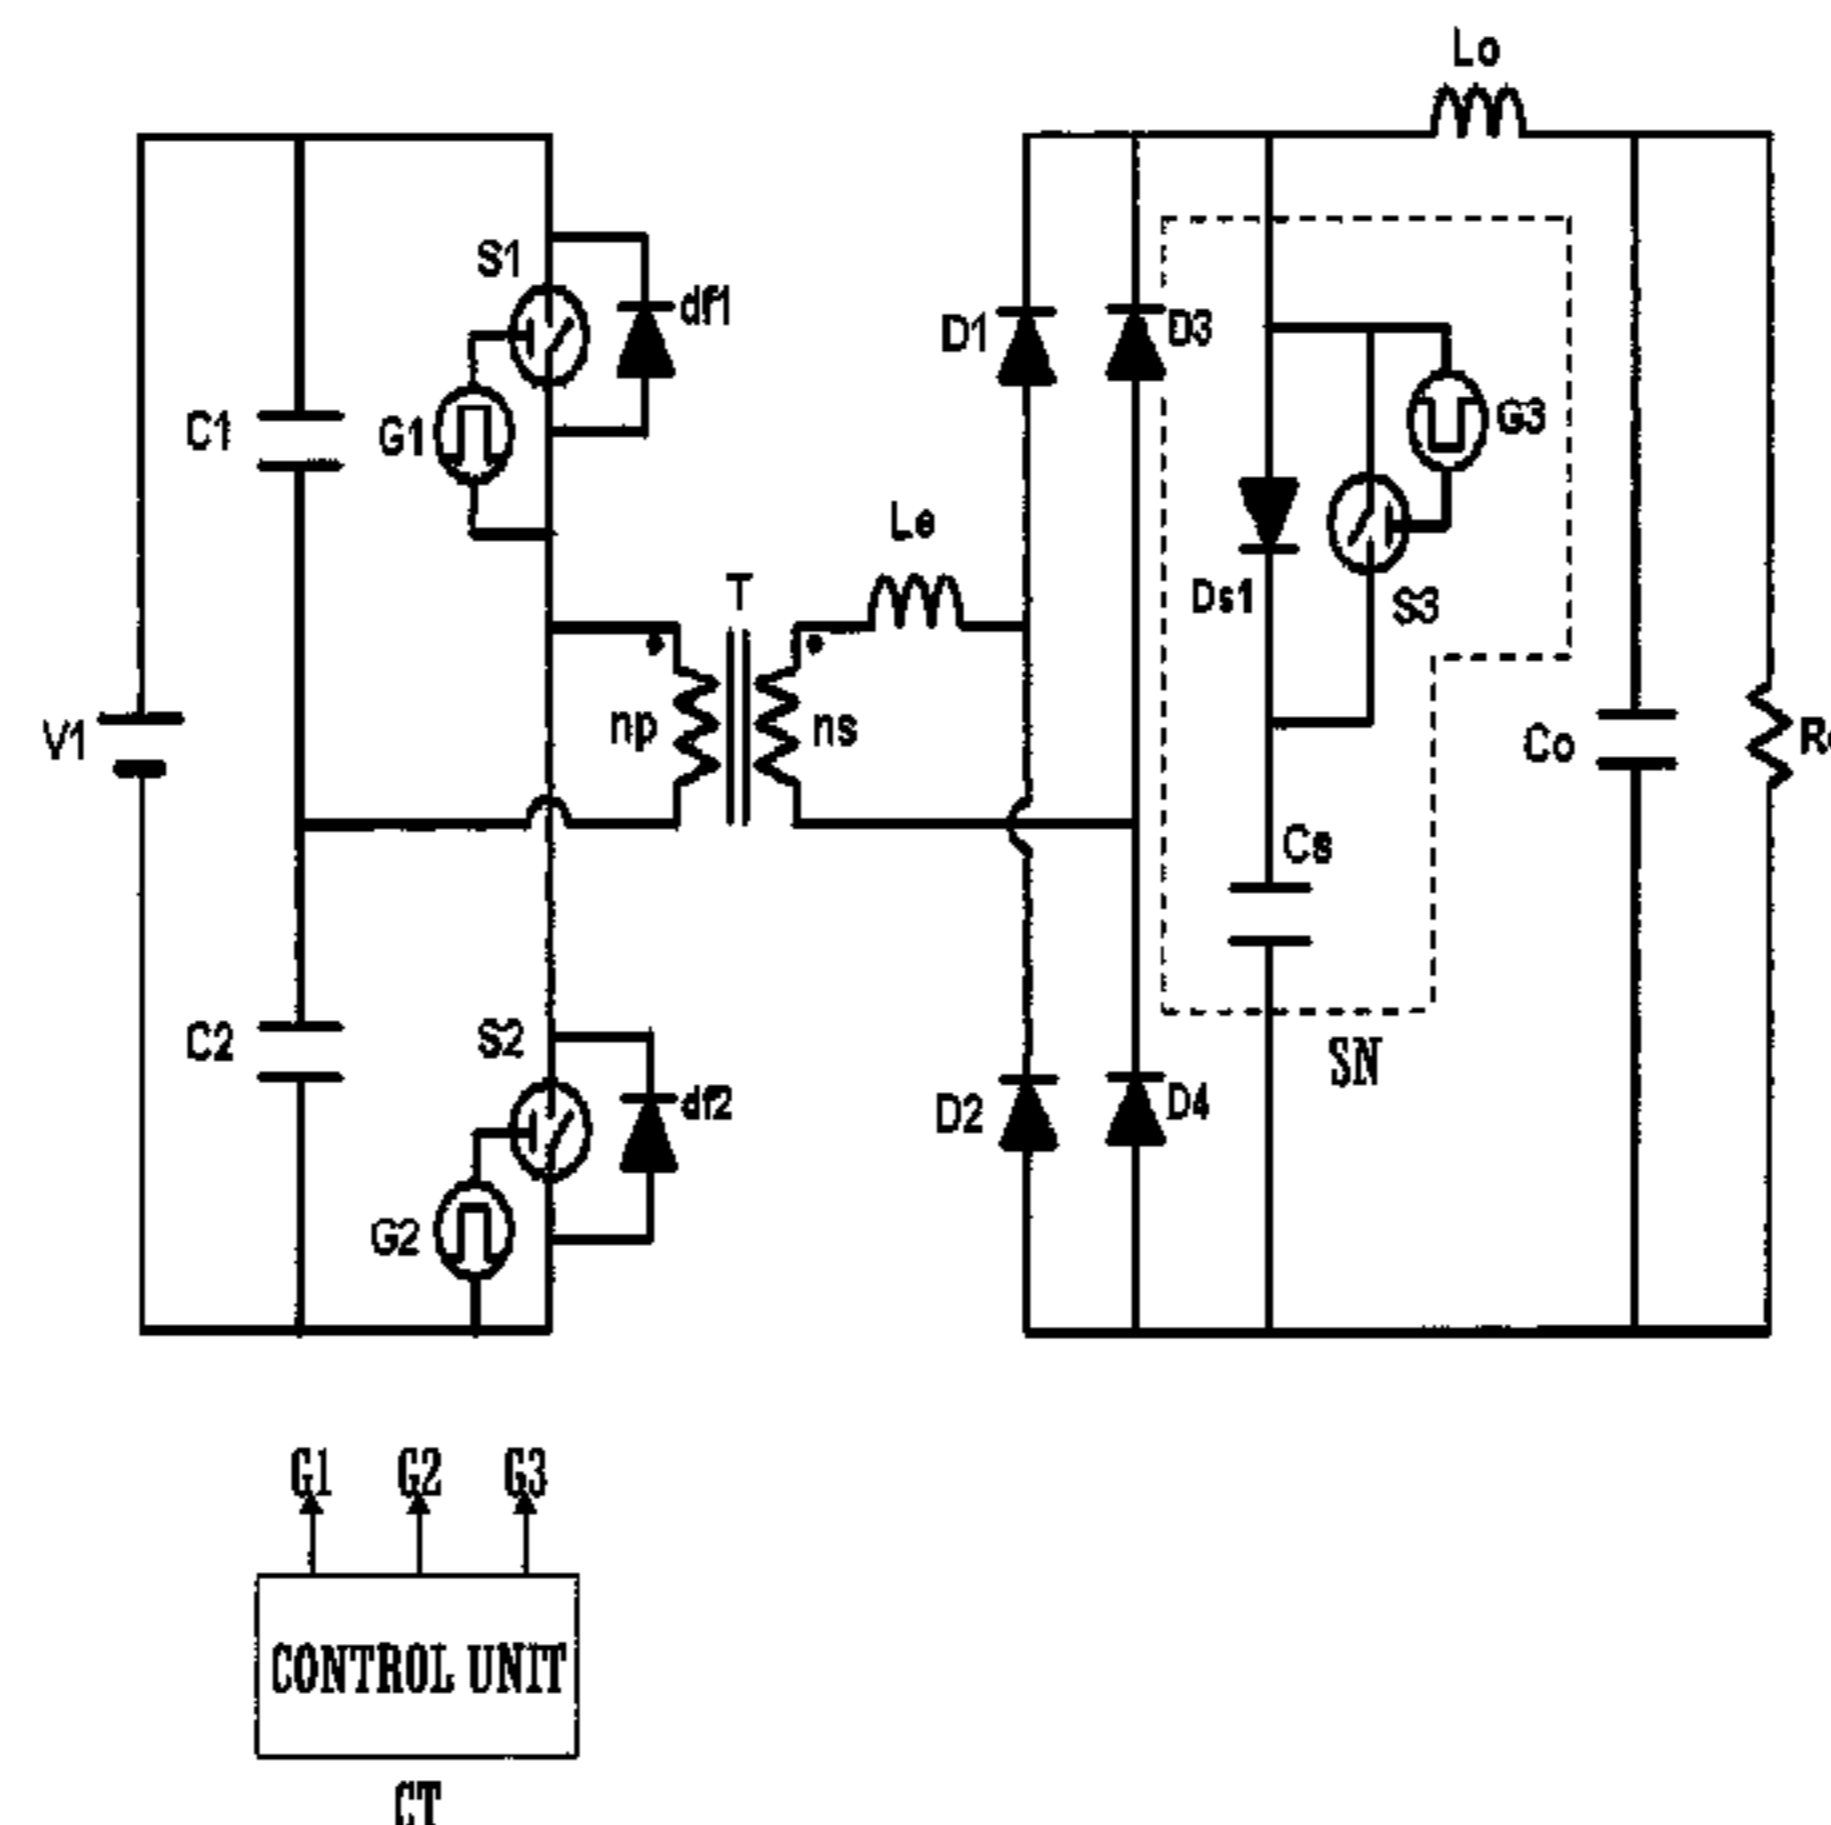 Lo
S1
df1
D1
D3
C1
G1
G3
Le
Ds1
S3
T
V1
np
ns
Co
Cs
C2
S2
df2
D2
D4
SN
G2
G1 G2 G3
CONTROL UNIT
CT